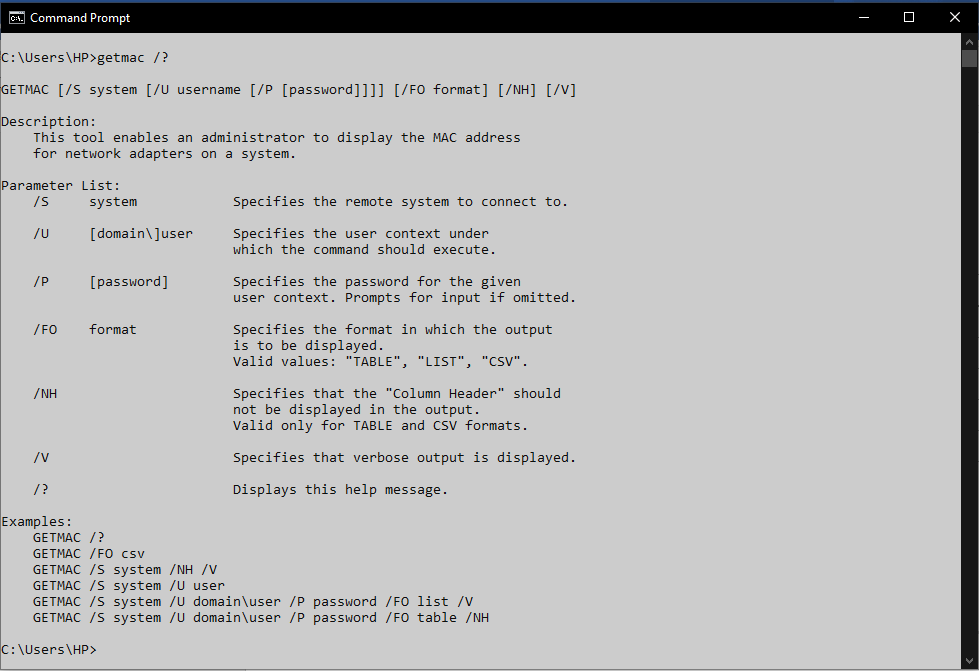 Command Prompt
C:\Users\HP>getmac /?
GETMAC [/S system [/U username [/P [password]]]] [/FO format] [/NH] [/V]
Description:
This tool enables an administrator to display the MAC address
for network adapters on a system.
Parameter List:
/S system Specifies the remote system to connect to.
/U [domain\]user Specifies the user context under
which the command should execute.
/P [password] Specifies the password for the given
user context. Prompts for input if omitted.
/FO format Specifies the format in which the output
is to be displayed.
Valid values: "TABLE", "LIST", "CSV".
/NH Specifies that the "Column Header" should
not be displayed in the output.
Valid only for TABLE and CSV formats.
/V Specifies that verbose output is displayed.
/? Displays this help message.
Examples:
GETMAC /?
GETMAC /FO csv
GETMAC /S system /NH /V
GETMAC /S system /U user
GETMAC /S system /U domain\user /P password /FO list /V
GETMAC /S system /U domain\user /P password /FO table /NH
C:\Users\HP>